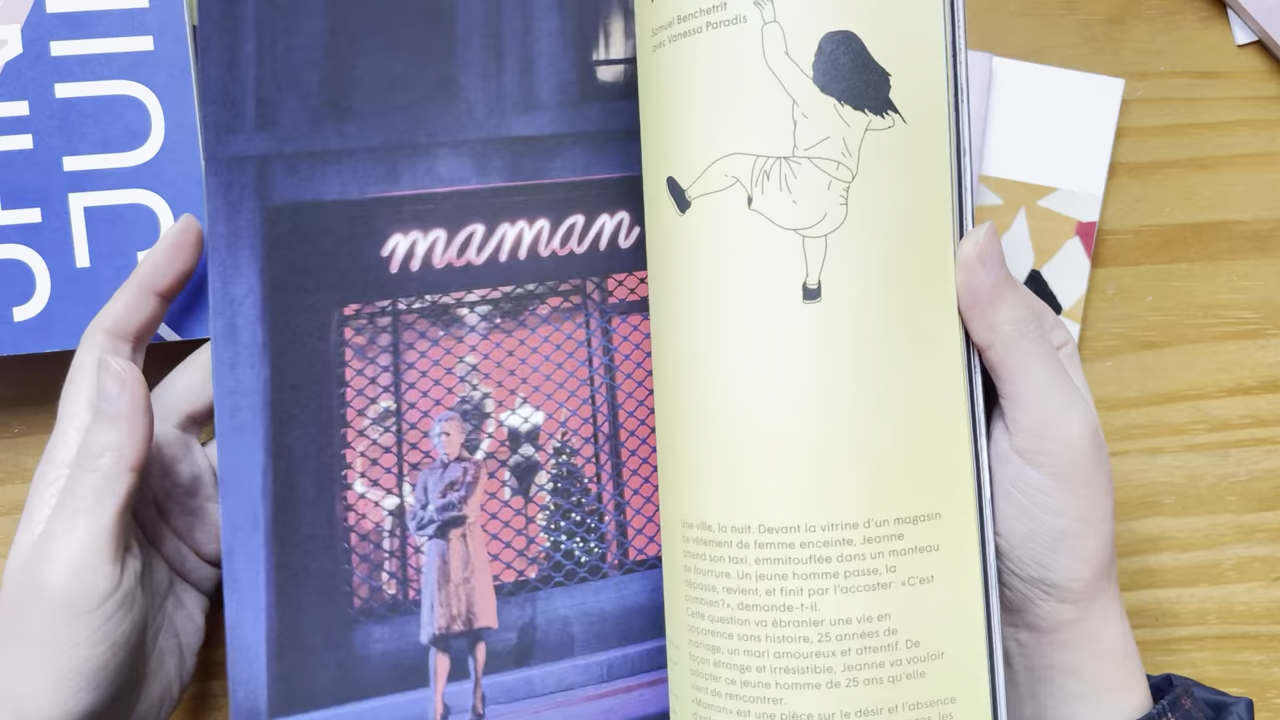 JUIN
maman
Samuel Benchetrit
avec Vanessa Paradis
Une ville, la nuit. Devant la vitrine d'un magasin
de vêtement de femme enceinte, Jeanne
attend son taxi, emmitouflée dans un manteau
de fourrure. Un jeune homme passe, la
dépasse, revient, et finit par l'accoster: «C'est
combien?», demande-t-il.
Cette question va ébranler une vie en
apparence sans histoire, 25 années de
mariage, un mari amoureux et attentif. De
façon étrange et irrésistible, Jeanne va vouloir
adopter ce jeune homme de 25 ans qu'elle
vient de rencontrer.
«Maman» est une pièce sur le désir et l'absence